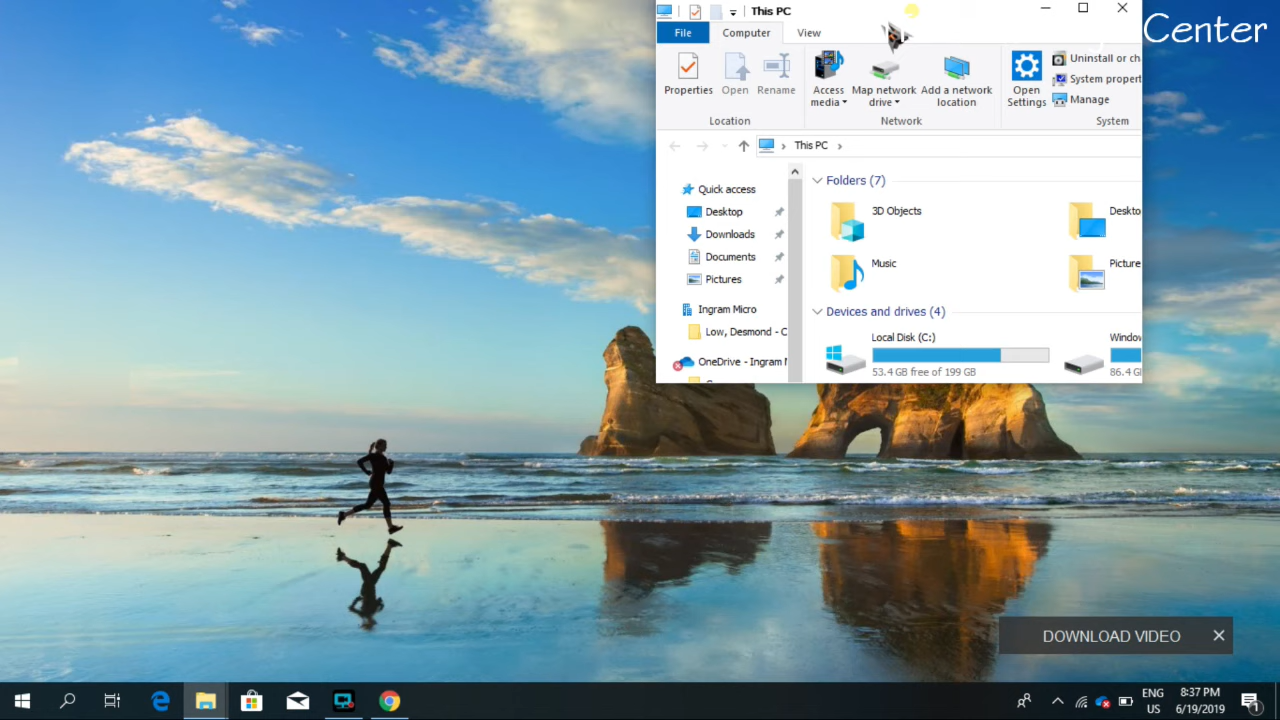 This PC
Center
File Computer View
Properties
Open
Rename
Access media
Map network drive
Add a network location
Open Settings
Uninstall or ch
System propert
Manage
Location
Network
System
This PC
Quick access
Desktop
Downloads
Documents
Pictures
Ingram Micro
Low, Desmond - C
OneDrive - Ingram M
Folders (7)
3D Objects
Deskto
Music
Picture
Devices and drives (4)
Local Disk (C:)
53.4 GB free of 199 GB
Window
86.4 G
DOWNLOAD VIDEO
ENG
US
8:37 PM
6/19/2019
1